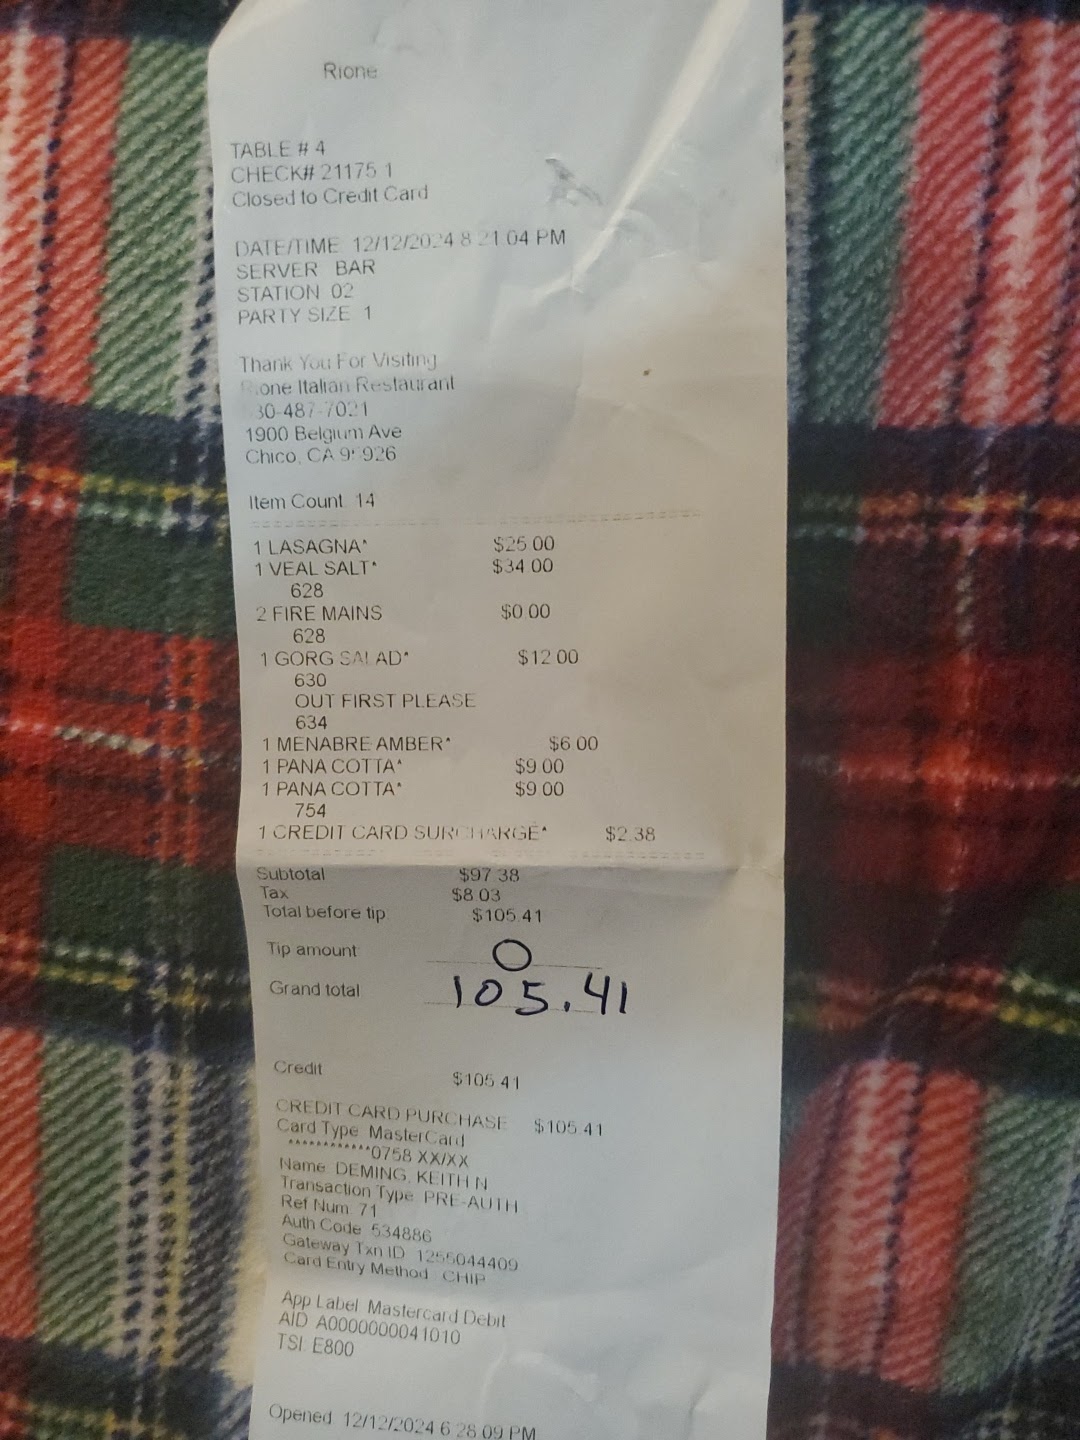 Rione
TABLE # 4
CHECK# 21175 1
Closed to Credit Card
DATE/TIME 12/12/2024 8 21 04 PM
SERVER BAR
STATION 02
PARTY SIZE 1
Thank You For Visiting
one Italian Restaurant
30-487-7021
1900 Belgium Ave
Chico, CA
Item Count 14
1 LASAGNA* $25 00
1 VEAL SALT* $34 00
628
2 FIRE MAINS $0 00
628
1 GORG SALAD* $12 00
630
OUT FIRST PLEASE
634
1 MENABRE AMBER* $6 00
1 PANA COTTA* $9 00
1 PANA COTTA* $9 00
754
1 CREDIT CARD SURCHARGE* $2.38
Subtotal $97 38
Tax $8 03
Total before tip $105 41
Tip amount 0
Grand total 105.41
Credit $105 41
CREDIT CARD PURCHASE $105 41
Card Type MasterCard
************0758 XX/XX
Name DEMING, KEITH N
Transaction Type PRE-AUTH
Ref Num 71
Auth Code 534886
Gateway Txn ID 1255044409
Card Entry Method CHIP
App Label Mastercard Debit
AID A0000000041010
TSI E800
Opened 12/12/2024 6 28 09 PM